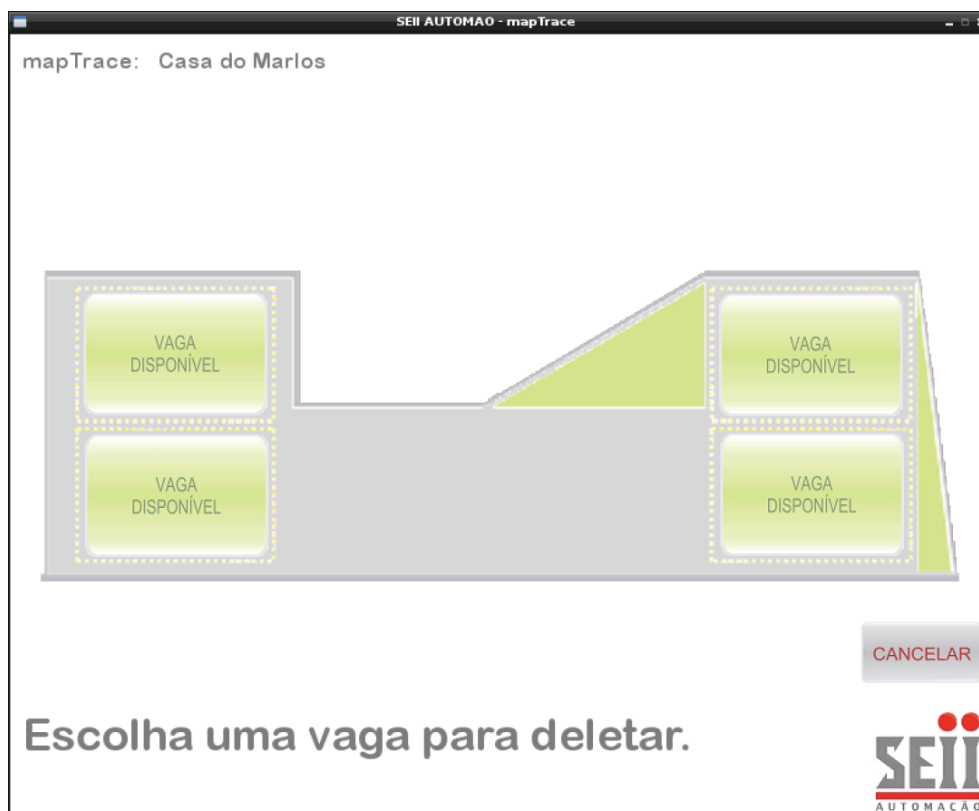 SEII AUTOMAO - mapTrace
mapTrace: Casa do Marlos
VAGA
DISPONÍVEL
VAGA
DISPONÍVEL
VAGA
DISPONÍVEL
VAGA
DISPONÍVEL
CANCELAR
Escolha uma vaga para deletar.
SEII
AUTOMAÇÃO